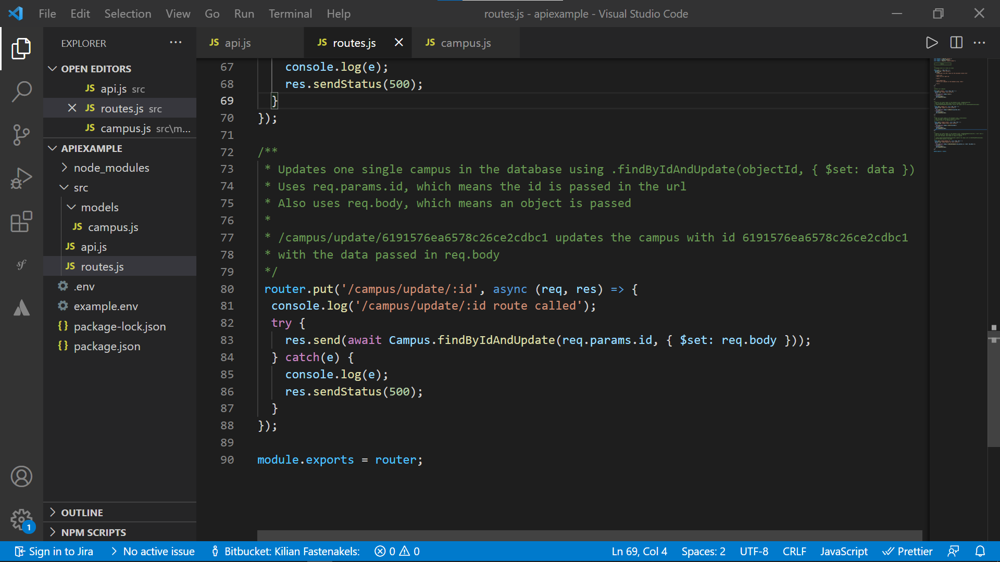 File Edit Selection View Go Run Terminal Help
routes.js - apiexample - Visual Studio Code
EXPLORER
OPEN EDITORS
JS api.js src
JS routes.js src
JS campus.js src\m...
APIEXAMPLE
node_modules
src
models
JS campus.js
JS api.js
JS routes.js
.env
example.env
{} package-lock.json
{} package.json
OUTLINE
NPM SCRIPTS
1
JS api.js
JS routes.js
JS campus.js
67 console.log(e);
68 res.sendStatus(500);
69 }
70 });
71
72 /**
73 * Updates one single campus in the database using .findByIdAndUpdate(objectId, { $set: data })
74 * Uses req.params.id, which means the id is passed in the url
75 * Also uses req.body, which means an object is passed
76 *
77 * /campus/update/6191576ea6578c26ce2cdbc1 updates the campus with id 6191576ea6578c26ce2cdbc1
78 * with the data passed in req.body
79 */
80 router.put('/campus/update/:id', async (req, res) => {
81 console.log('/campus/update/:id route called');
82 try {
83 res.send(await Campus.findByIdAndUpdate(req.params.id, { $set: req.body }));
84 } catch(e) {
85 console.log(e);
86 res.sendStatus(500);
87 }
88 });
89
90 module.exports = router;
Sign in to Jira No active issue Bitbucket: Kilian Fastenakels: 0 0 Ln 69, Col 4 Spaces: 2 UTF-8 CRLF JavaScript Prettier